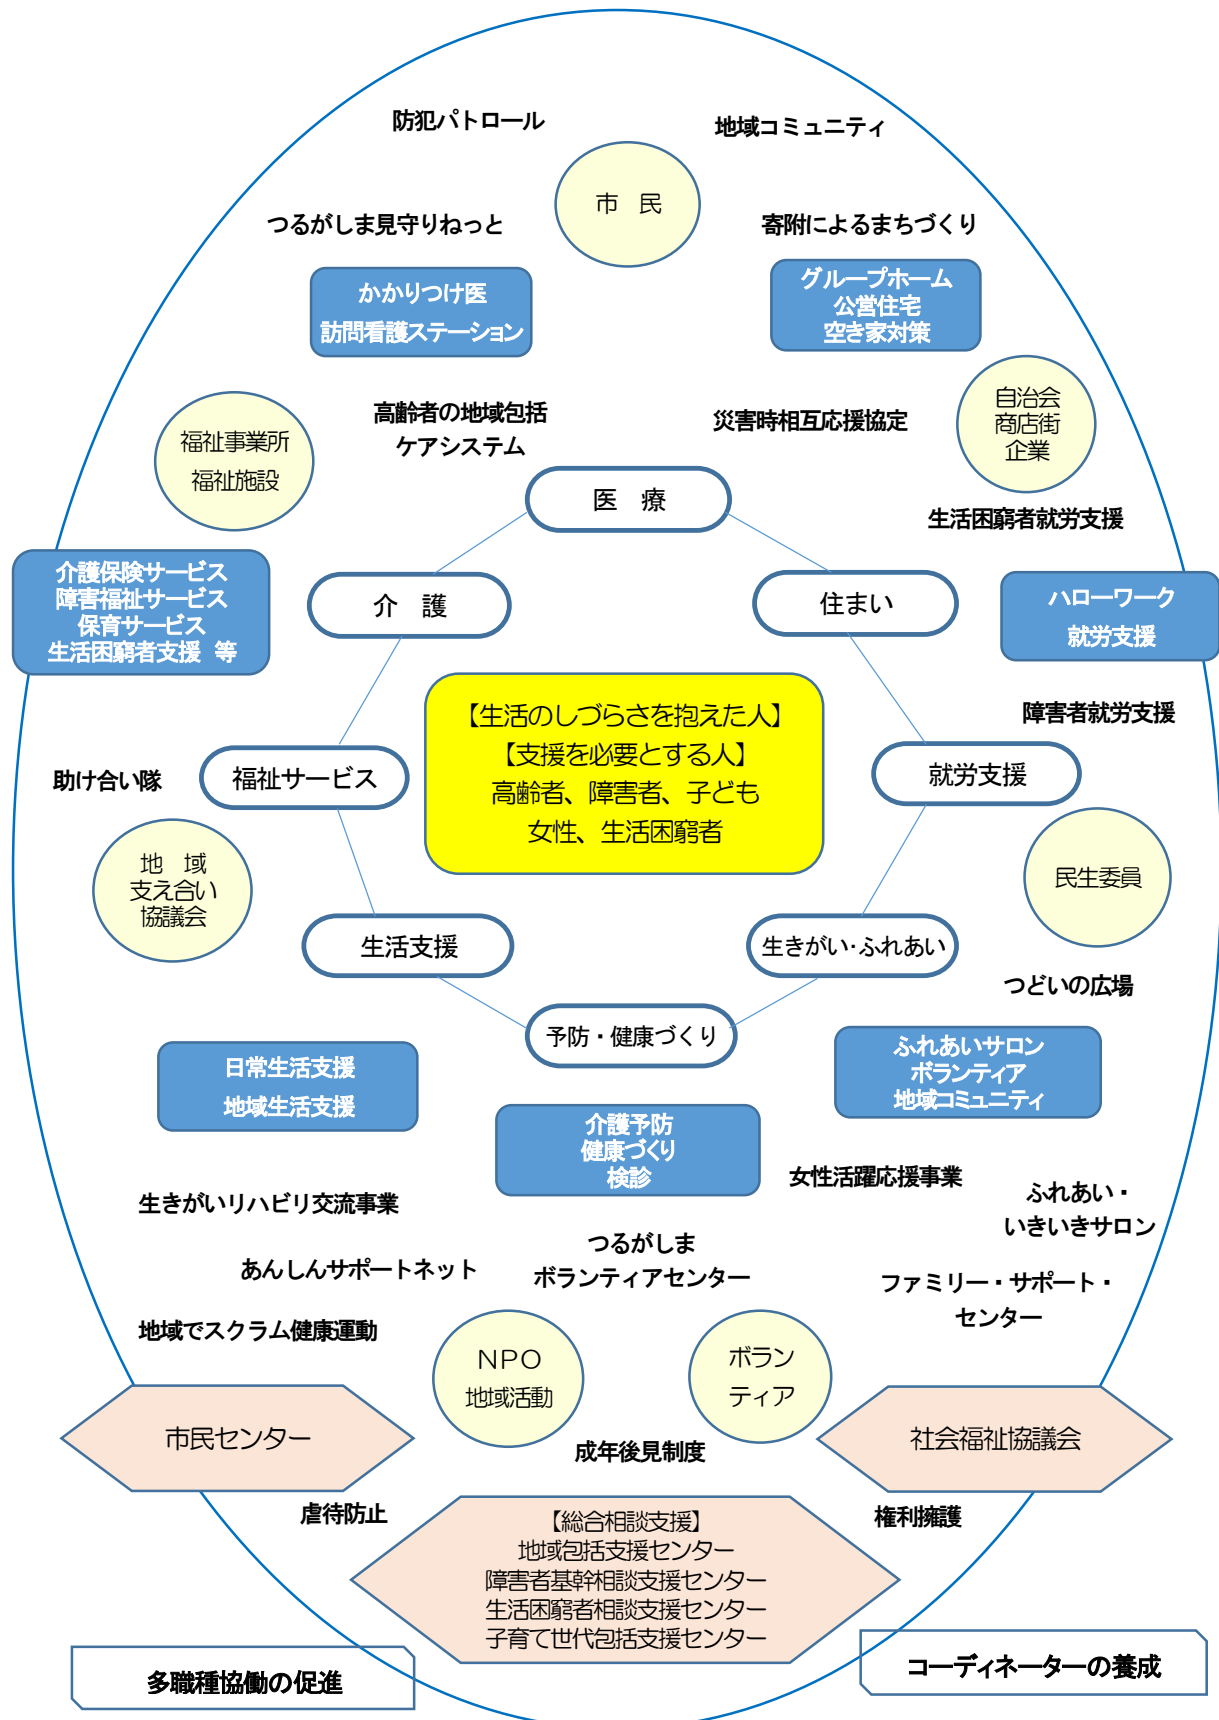 防犯パトロール
地域コミュニティ
市　民
つるがしま見守りねっと
寄附によるまちづくり
かかりつけ医
訪問看護ステーション
グループホーム
公営住宅
空き家対策
高齢者の地域包括
ケアシステム
災害時相互応援協定
自治会
商店街
企業
福祉事業所
福祉施設
医　療
生活困窮者就労支援
介護保険サービス
障害福祉サービス
保育サービス
生活困窮者支援　等
介　護
住まい
ハローワーク
就労支援
【生活のしづらさを抱えた人】
【支援を必要とする人】
高齢者、障害者、子ども
女性、生活困窮者
障害者就労支援
助け合い隊
福祉サービス
就労支援
地　域
支え合い
協議会
民生委員
生活支援
生きがい・ふれあい
つどいの広場
予防・健康づくり
日常生活支援
地域生活支援
ふれあいサロン
ボランティア
地域コミュニティ
介護予防
健康づくり
検診
女性活躍応援事業
生きがいリハビリ交流事業
ふれあい・
いきいきサロン
つるがしま
ボランティアセンター
あんしんサポートネット
ファミリー・サポート・
センター
地域でスクラム健康運動
NPO
地域活動
ボラン
ティア
市民センター
社会福祉協議会
成年後見制度
虐待防止
権利擁護
【総合相談支援】
地域包括支援センター
障害者基幹相談支援センター
生活困窮者相談支援センター
子育て世代包括支援センター
多職種協働の促進
コーディネーターの養成